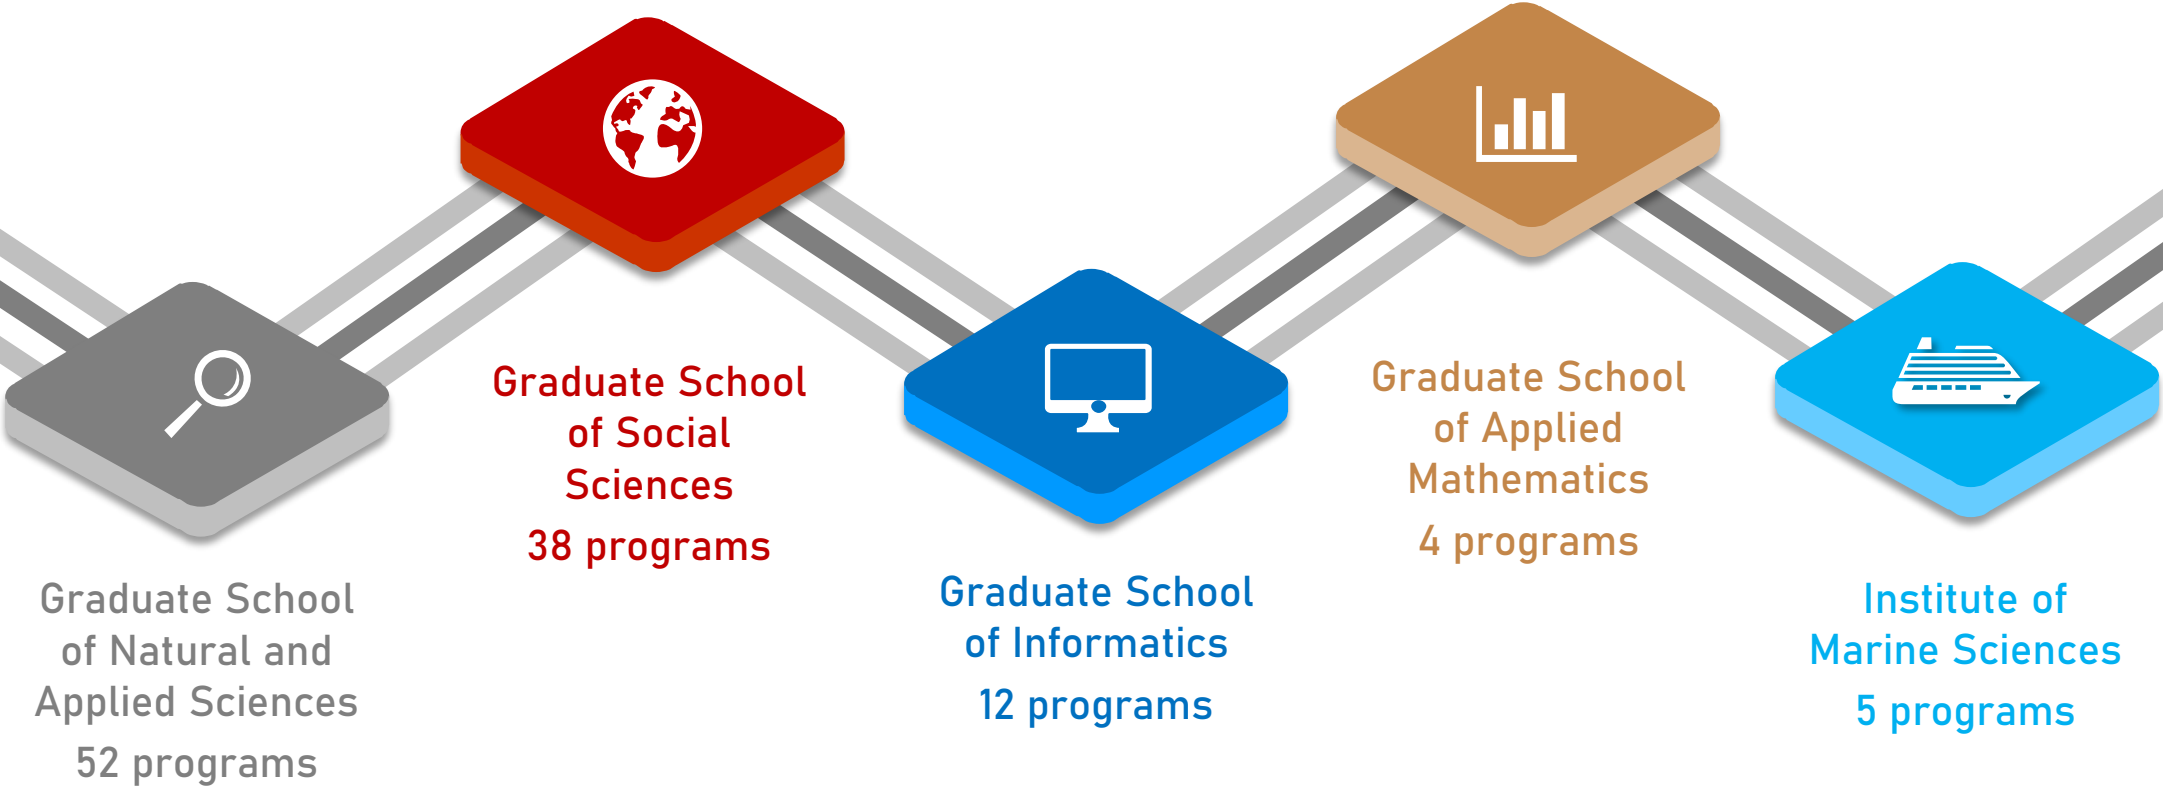 Graduate School
of Natural and
Applied Sciences
52 programs
Graduate School
of Social
Sciences
38 programs
Graduate School
of Informatics
12 programs
Graduate School
of Applied
Mathematics
4 programs
Institute of
Marine Sciences
5 programs